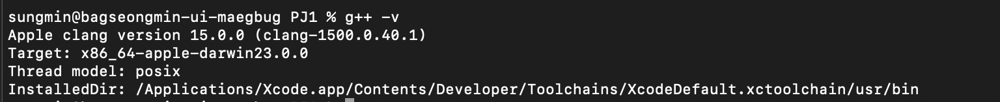 sungmin@bagseongmin-ui-maegbug PJ1 % g++ -v
Apple clang version 15.0.0 (clang-1500.0.40.1)
Target: x86_64-apple-darwin23.0.0
Thread model: posix
InstalledDir: /Applications/Xcode.app/Contents/Developer/Toolchains/XcodeDefault.xctoolchain/usr/bin